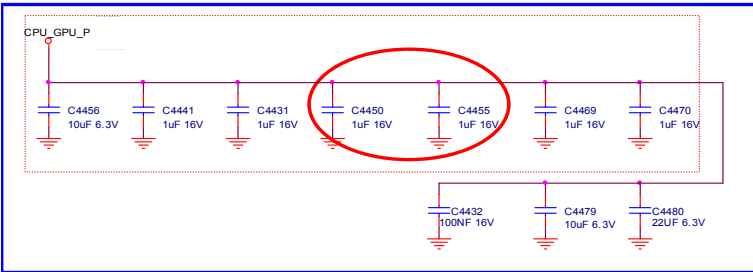 CPU_GPU_P
C4456
10uF 6.3V
C4441
1uF 16V
C4431
1uF 16V
C4450
1uF 16V
C4455
1uF 16V
C4469
1uF 16V
C4470
1uF 16V
C4432
100NF 16V
C4479
10uF 6.3V
C4480
22UF 6.3V